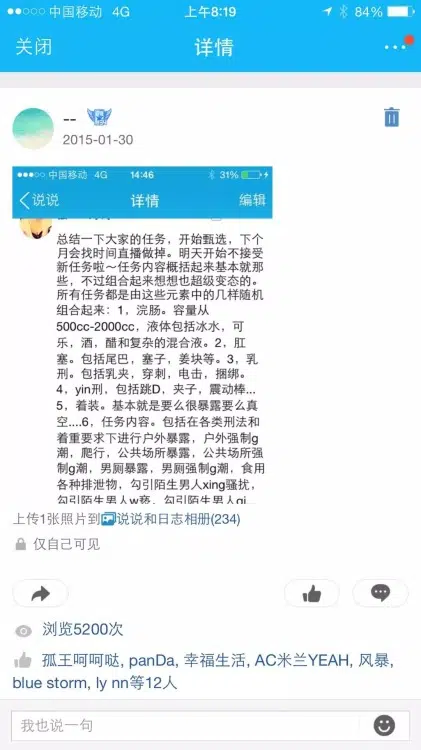 中国移动 4G 上午8:19 84%
关闭 详情
--
2015-01-30
中国移动 4G 14:46 31%
说说 详情 编辑
总结一下大家的任务，开始甄选，下个
月会找时间直播做掉。明天开始不接受
新任务啦～任务内容概括起来基本就那
些，不过组合起来想想也超级变态的。
所有任务都是由这些元素中的几样随机
组合起来：1，浣肠。容量从
500cc-2000cc，液体包括冰水，可
乐，酒，醋和复杂的混合液。2，肛
塞。包括尾巴，塞子，姜块等。3，乳
刑。包括乳夹，穿刺，电击，捆绑。
4，yin刑，包括跳D，夹子，震动棒...
5，着装。基本就是要么很暴露要么真
空....6，任务内容。包括在各类刑法和
着重要求下进行户外暴露，户外强制g
潮，爬行，公共场所暴露，公共场所强
制g潮，男厕暴露，男厕强制g潮，食用
各种排泄物，勾引陌生男人xing骚扰，
勾引陌生男人w亵，勾引陌生男人qi...
上传1张照片到说说和日志相册(234)
仅自己可见
浏览5200次
孤王呵呵哒, panDa, 幸福生活, AC米兰YEAH, 风暴,
blue storm, ly nn等12人
我也说一句